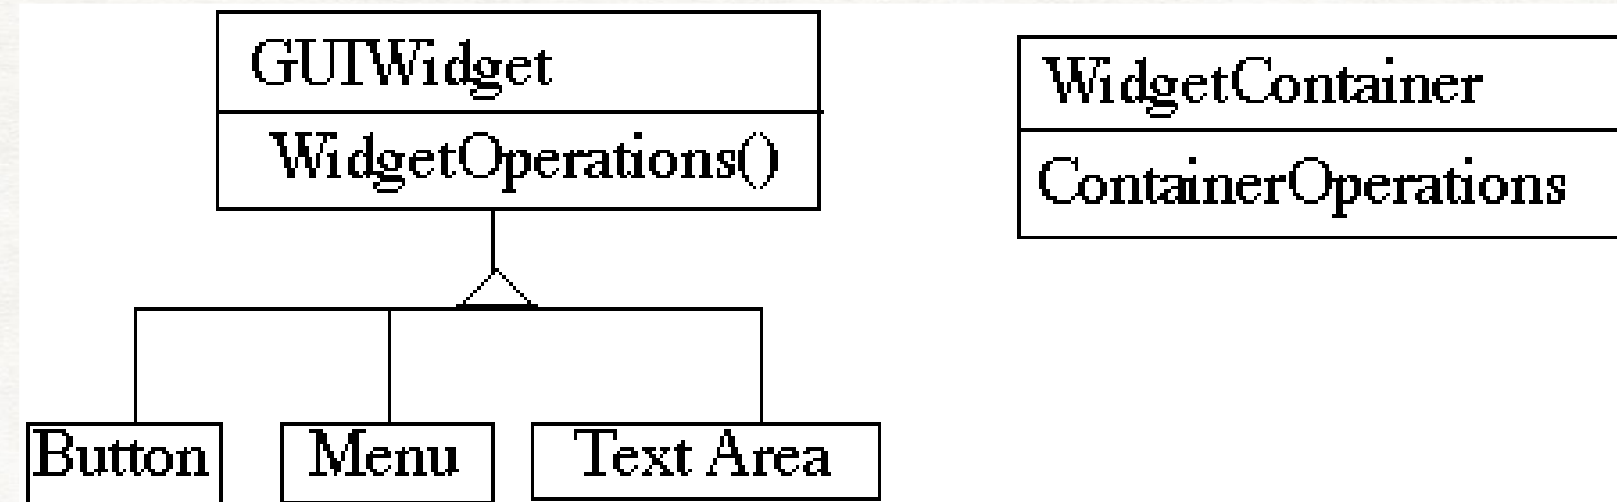 GUIWidget
WidgetOperations()
WidgetContainer
ContainerOperations
Button
Menu
Text Area